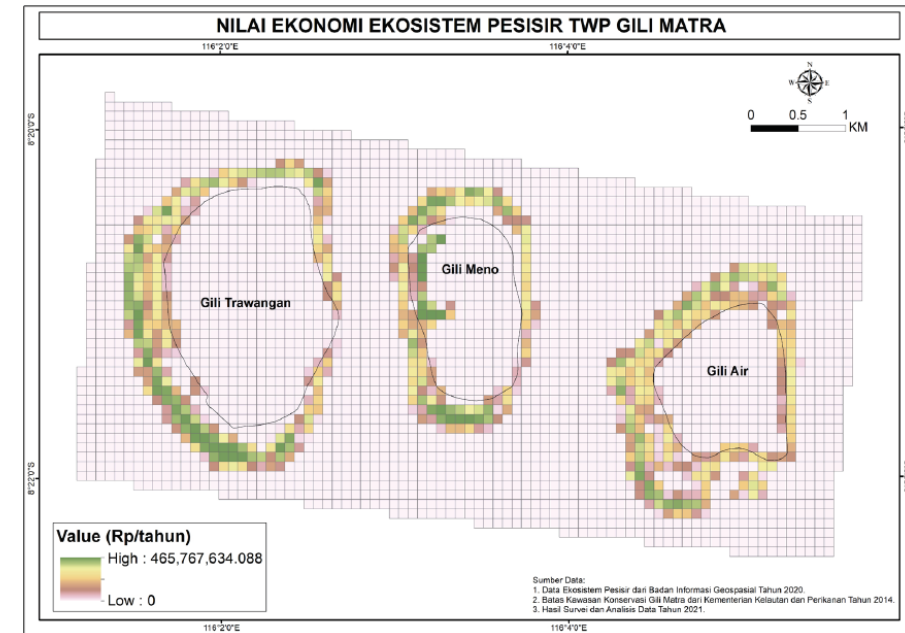 NILAI EKONOMI EKOSISTEM PESISIR TWP GILI MATRA
116°2'0"E
116°4'0"E
N
W
E
S
0
0.5
1
KM
8°20'0"S
Gili Meno
Gili Trawangan
Gili Air
8°22'0"S
Value (Rp/tahun)
High : 465,767,634.088
Low : 0
Sumber Data:
1. Data Ekosistem Pesisir dari Badan Informasi Geospasial Tahun 2020.
2. Batas Kawasan Konservasi Gili Matra dari Kementerian Kelautan dan Perikanan Tahun 2014.
3. Hasil Survei dan Analisis Data Tahun 2021.
116°2'0"E
116°4'0"E